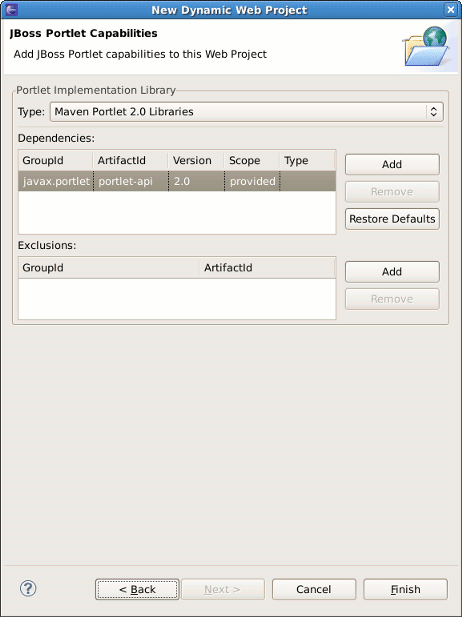 New Dynamic Web Project
JBoss Portlet Capabilities
Add JBoss Portlet capabilities to this Web Project
Portlet Implementation Library
Type: Maven Portlet 2.0 Libraries
Dependencies:
GroupId ArtifactId Version Scope Type
javax.portlet portlet-api 2.0 provided
Add
Remove
Restore Defaults
Exclusions:
GroupId ArtifactId
Add
Remove
? < Back Next > Cancel Finish